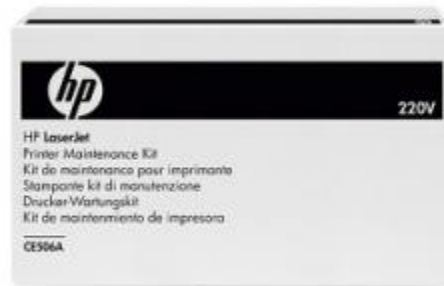 hp
220V
HP LaserJet
Printer Maintenance Kit
Kit de maintenance pour imprimante
Stampante kit di manutenzione
Drucker-Wartungskit
Kit de maintenmiento de impresora
CE506A